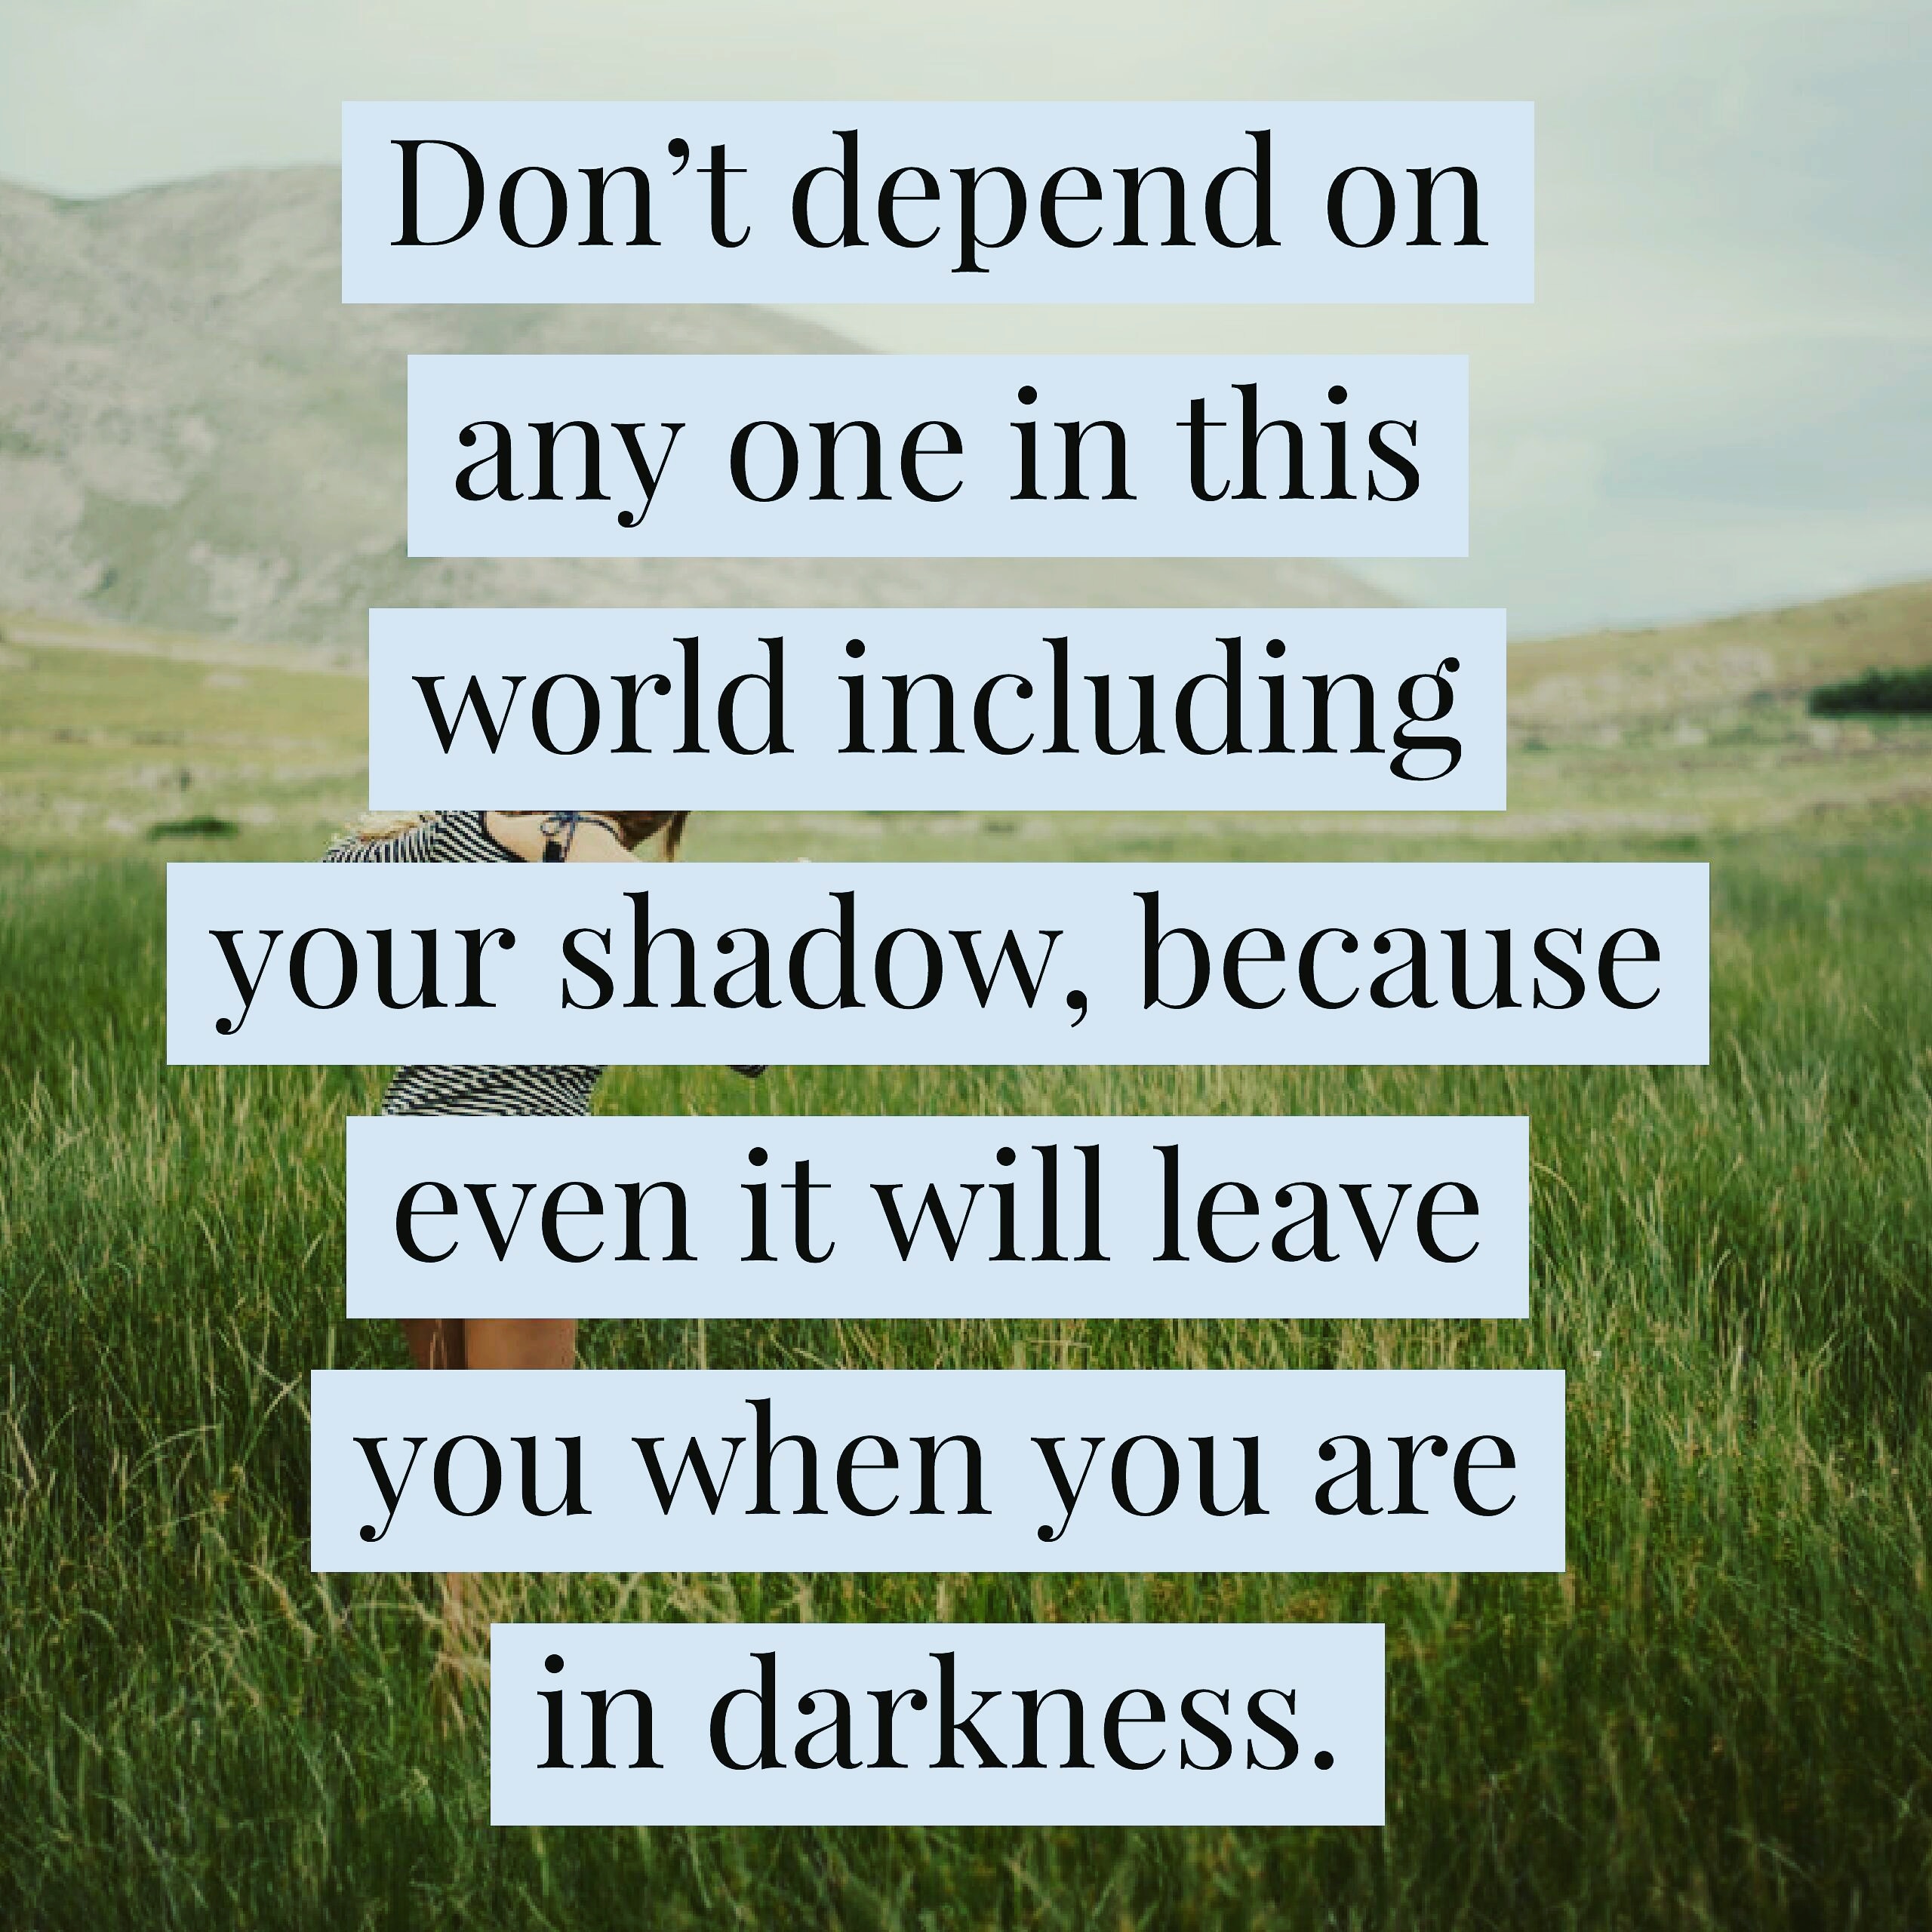 Don’t depend on
any one in this
world including
your shadow, because
even it will leave
you when you are
in darkness.